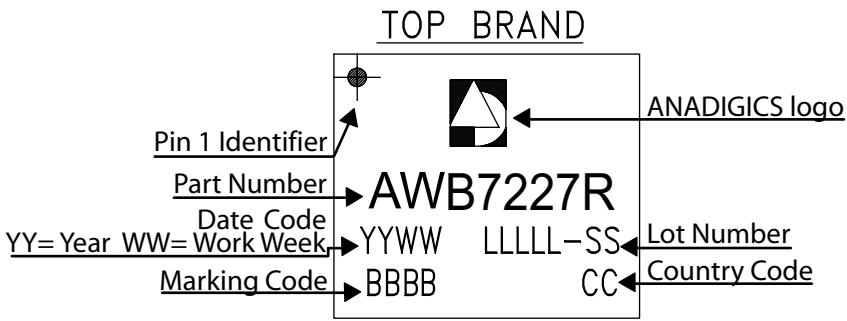 TOP BRAND
ANADIGICS logo
Pin 1 Identifier
Part Number
AWB7227R
Date Code
YY= Year WW= Work Week
YYWW LLLLL-SS
Lot Number
Marking Code
BBBB CC
Country Code